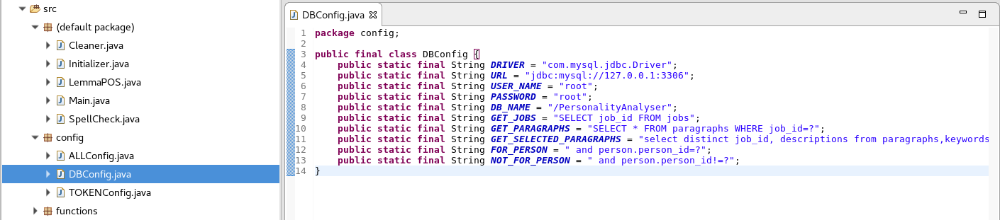 src
(default package)
Cleaner.java
Initializer.java
LemmaPOS.java
Main.java
SpellCheck.java
config
ALLConfig.java
DBConfig.java
TOKENConfig.java
functions
DBConfig.java
1 package config;
2
3 public final class DBConfig {
4     public static final String DRIVER = "com.mysql.jdbc.Driver";
5     public static final String URL = "jdbc:mysql://127.0.0.1:3306";
6     public static final String USER_NAME = "root";
7     public static final String PASSWORD = "root";
8     public static final String DB_NAME = "/PersonalityAnalyser";
9     public static final String GET_JOBS = "SELECT job_id FROM jobs";
10     public static final String GET_PARAGRAPHS = "SELECT * FROM paragraphs WHERE job_id=?";
11     public static final String GET_SELECTED_PARAGRAPHS = "select distinct job_id, descriptions from paragraphs,keywords
12     public static final String FOR_PERSON = " and person.person_id=?";
13     public static final String NOT_FOR_PERSON = " and person.person_id!=?";
14 }